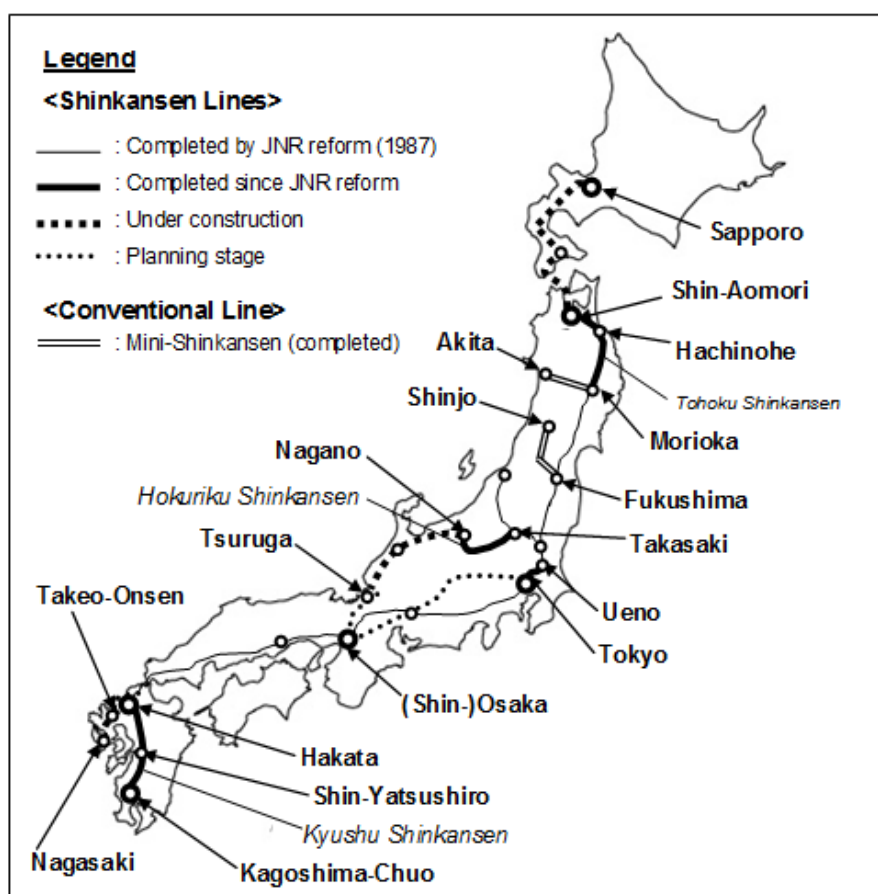 Legend
<Shinkansen Lines>
: Completed by JNR reform (1987)
: Completed since JNR reform
: Under construction
: Planning stage
<Conventional Line>
: Mini-Shinkansen (completed)
Sapporo
Shin-Aomori
Akita
Hachinohe
Shinjo
Tohoku Shinkansen
Morioka
Nagano
Hokuriku Shinkansen
Fukushima
Tsuruga
Takasaki
Takeo-Onsen
Ueno
Tokyo
(Shin-)Osaka
Hakata
Shin-Yatsushiro
Kyushu Shinkansen
Nagasaki
Kagoshima-Chuo